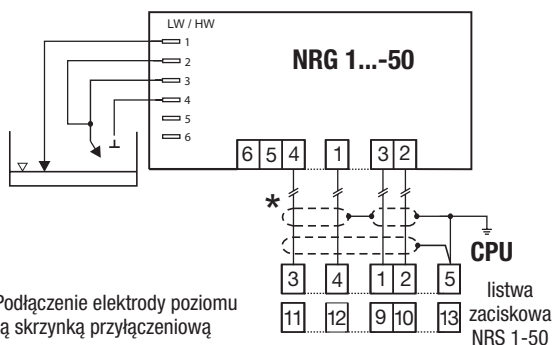 LW / HW
NRG 1...-50
1
2
3
4
5
6
6 5 4 1 3 2
*
CPU
3 4 1 2 5
11 12 9 10 13
listwa
zaciskowa
NRS 1-50
Podłączenie elektrody poziomu
ą skrzynką przyłączeniową